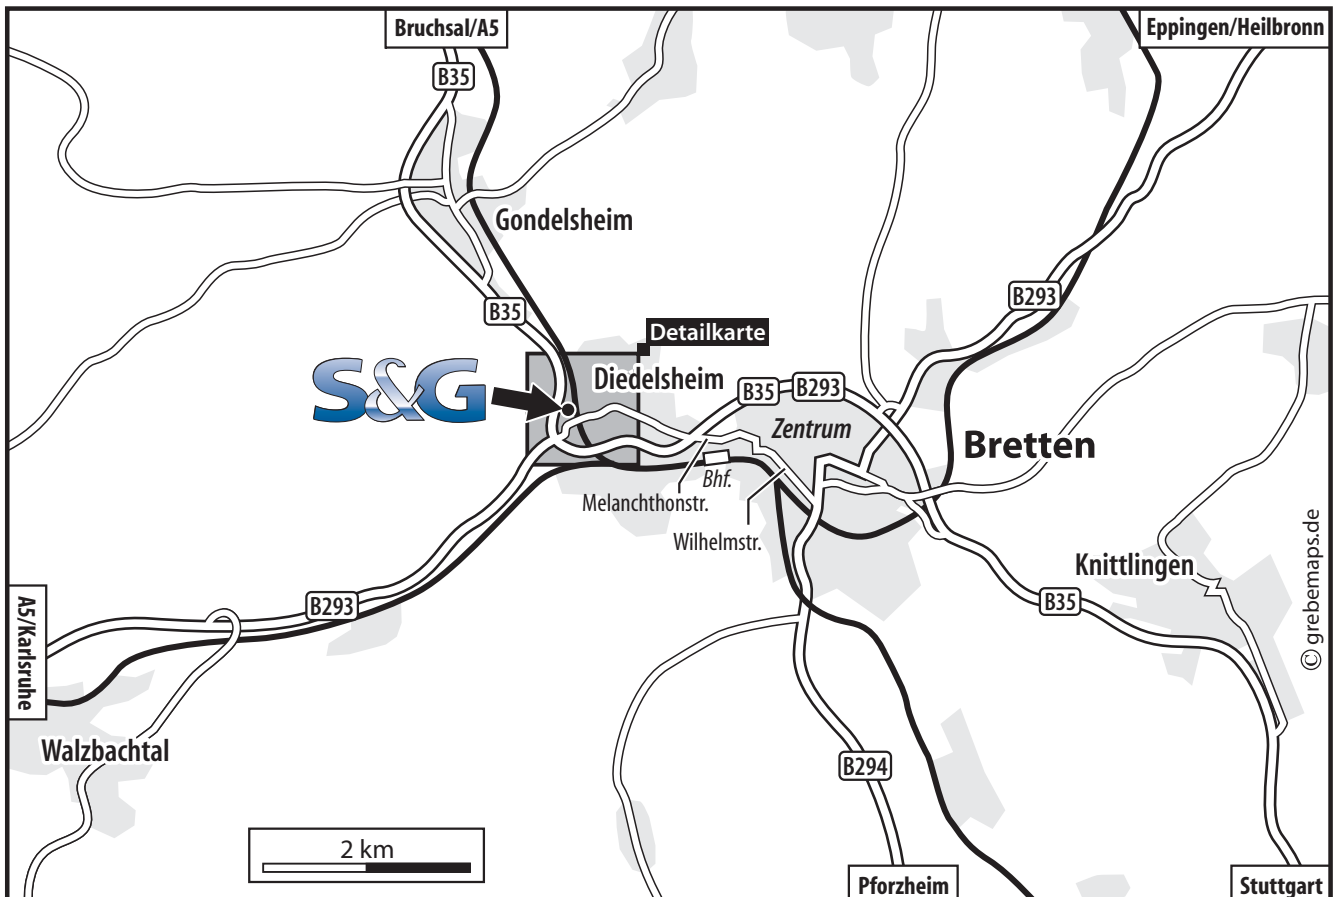 Bruchsal/A5
Eppingen/Heilbronn
B35
Gondelsheim
B293
B35
Detailkarte
S&G
Diedelsheim
B35
B293
Zentrum
Bretten
Bhf.
Melanchthonstr.
Wilhelmstr.
Knittlingen
© grebemaps.de
A5/Karlsruhe
B293
B35
Walzbachtal
B294
2 km
Pforzheim
Stuttgart